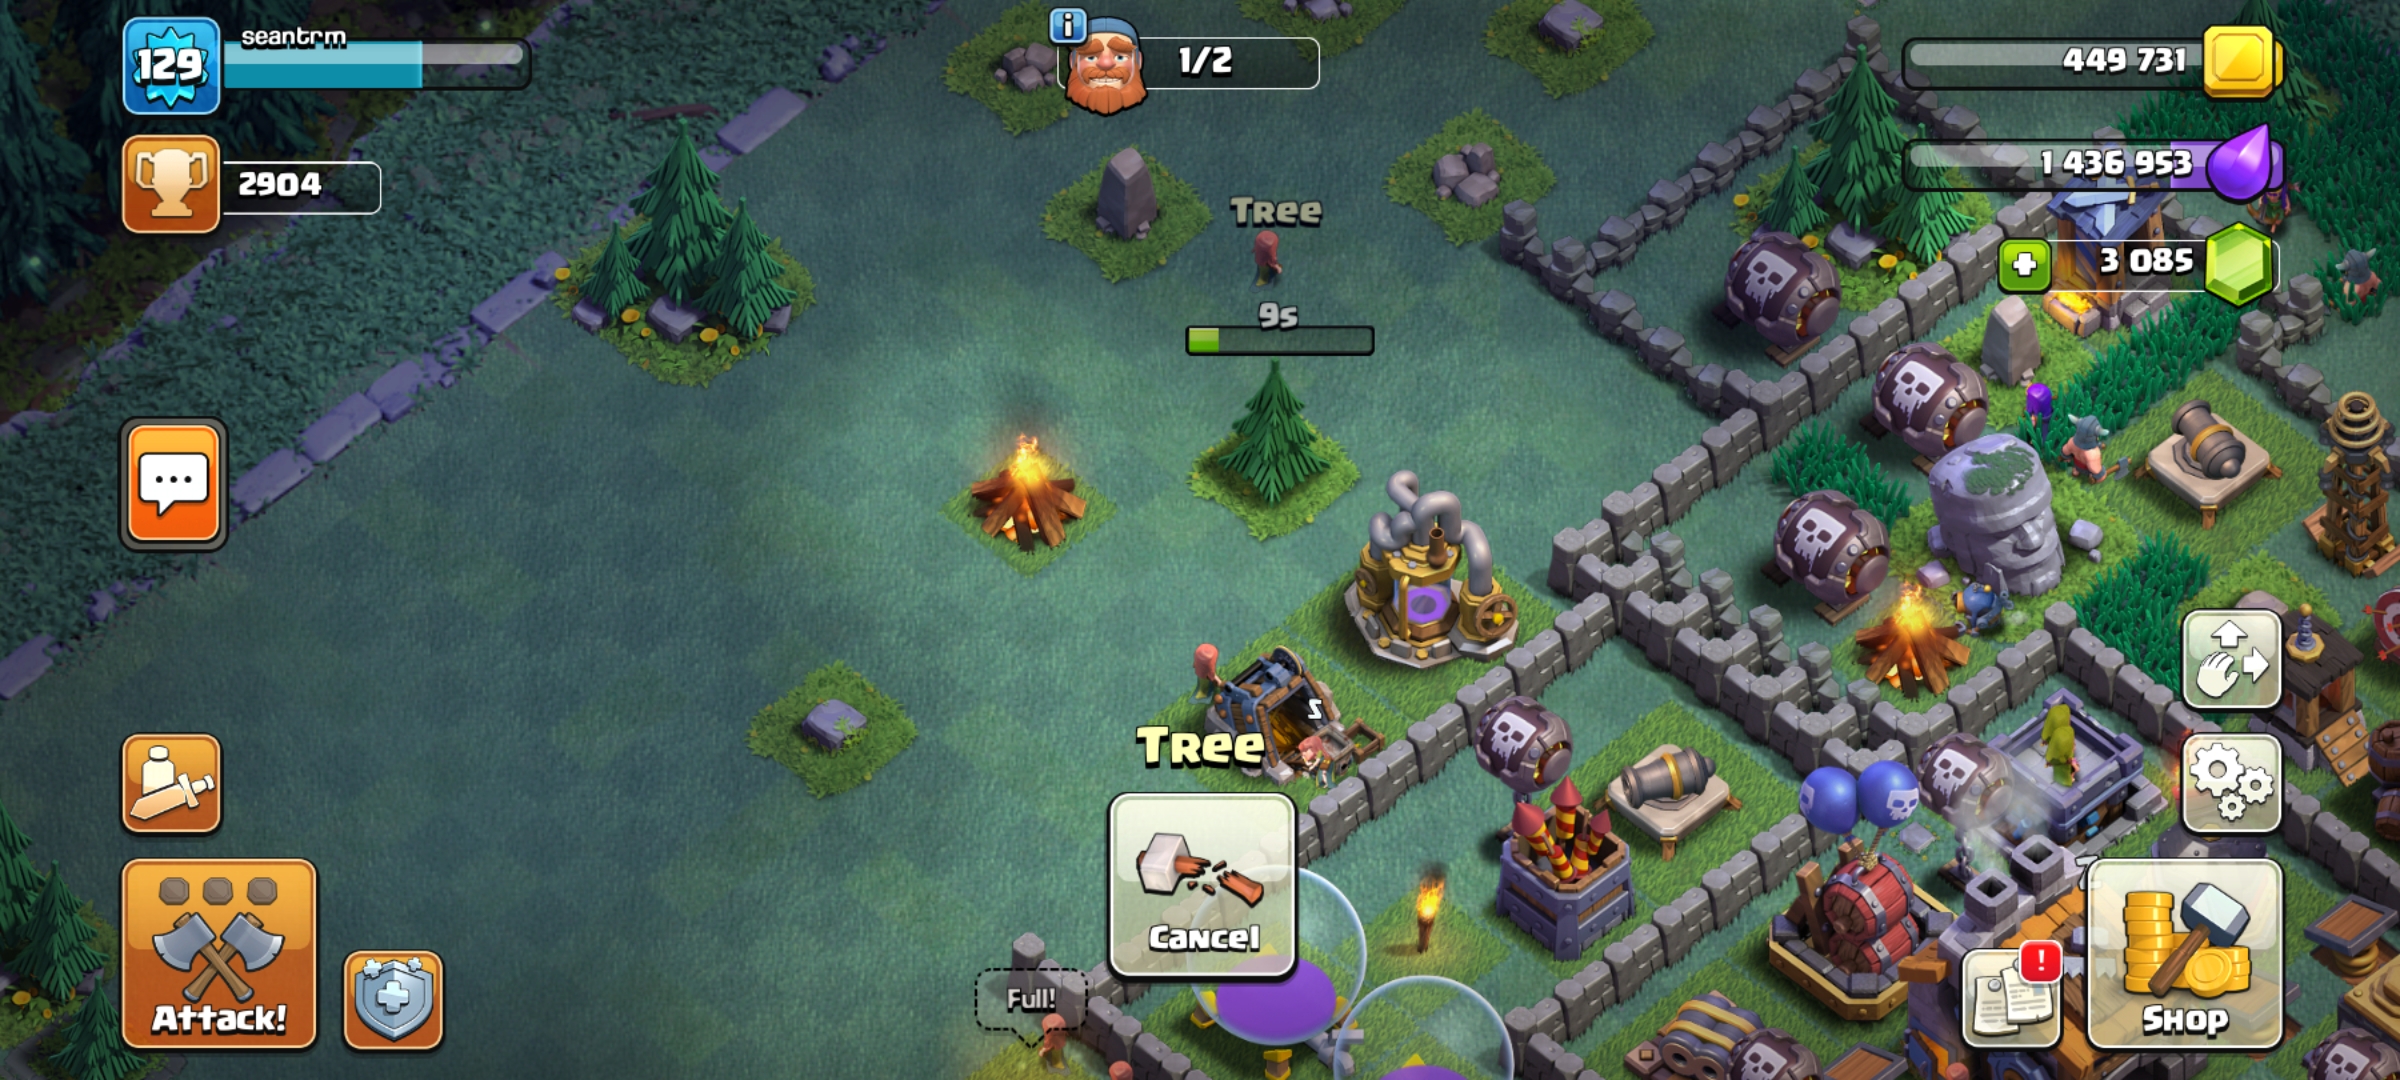 129
seantrm
i
1/2
449 731
2904
1 436 953
Tree
3 085
9s
Tree
Cancel
Full!
Attack!
!
Shop